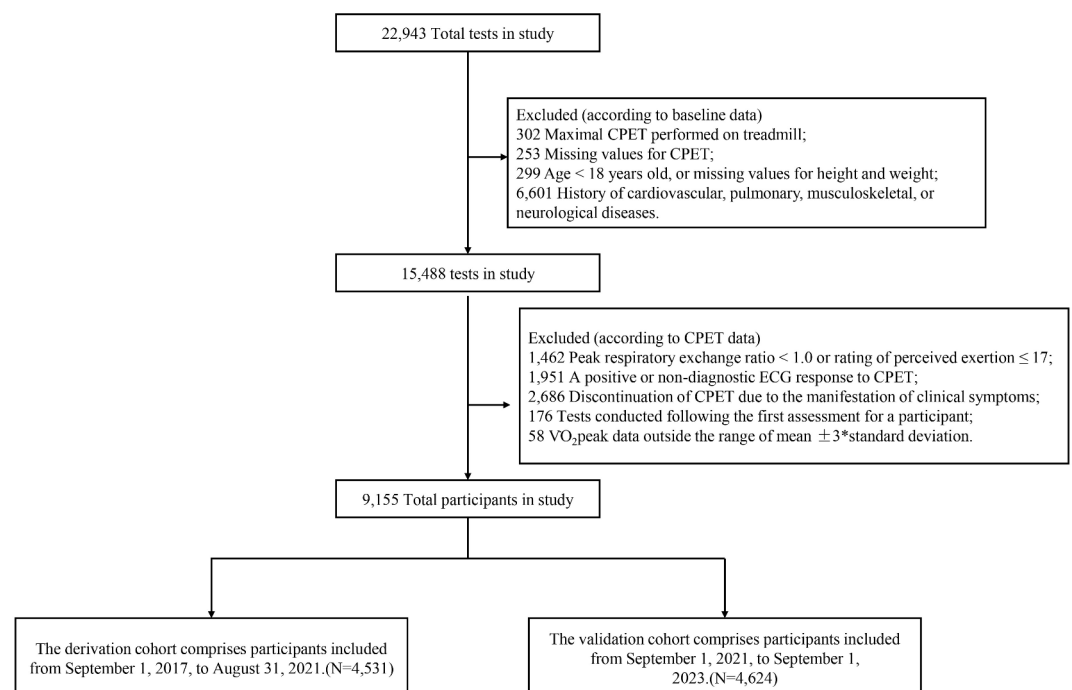 22,943 Total tests in study
Excluded (according to baseline data)
302 Maximal CPET performed on treadmill;
253 Missing values for CPET;
299 Age < 18 years old, or missing values for height and weight;
6,601 History of cardiovascular, pulmonary, musculoskeletal, or
neurological diseases.
15,488 tests in study
Excluded (according to CPET data)
1,462 Peak respiratory exchange ratio < 1.0 or rating of perceived exertion ≤ 17;
1,951 A positive or non-diagnostic ECG response to CPET;
2,686 Discontinuation of CPET due to the manifestation of clinical symptoms;
176 Tests conducted following the first assessment for a participant;
58 VO₂peak data outside the range of mean ±3*standard deviation.
9,155 Total participants in study
The derivation cohort comprises participants included
from September 1, 2017, to August 31, 2021.(N=4,531)
The validation cohort comprises participants included
from September 1, 2021, to September 1,
2023.(N=4,624)